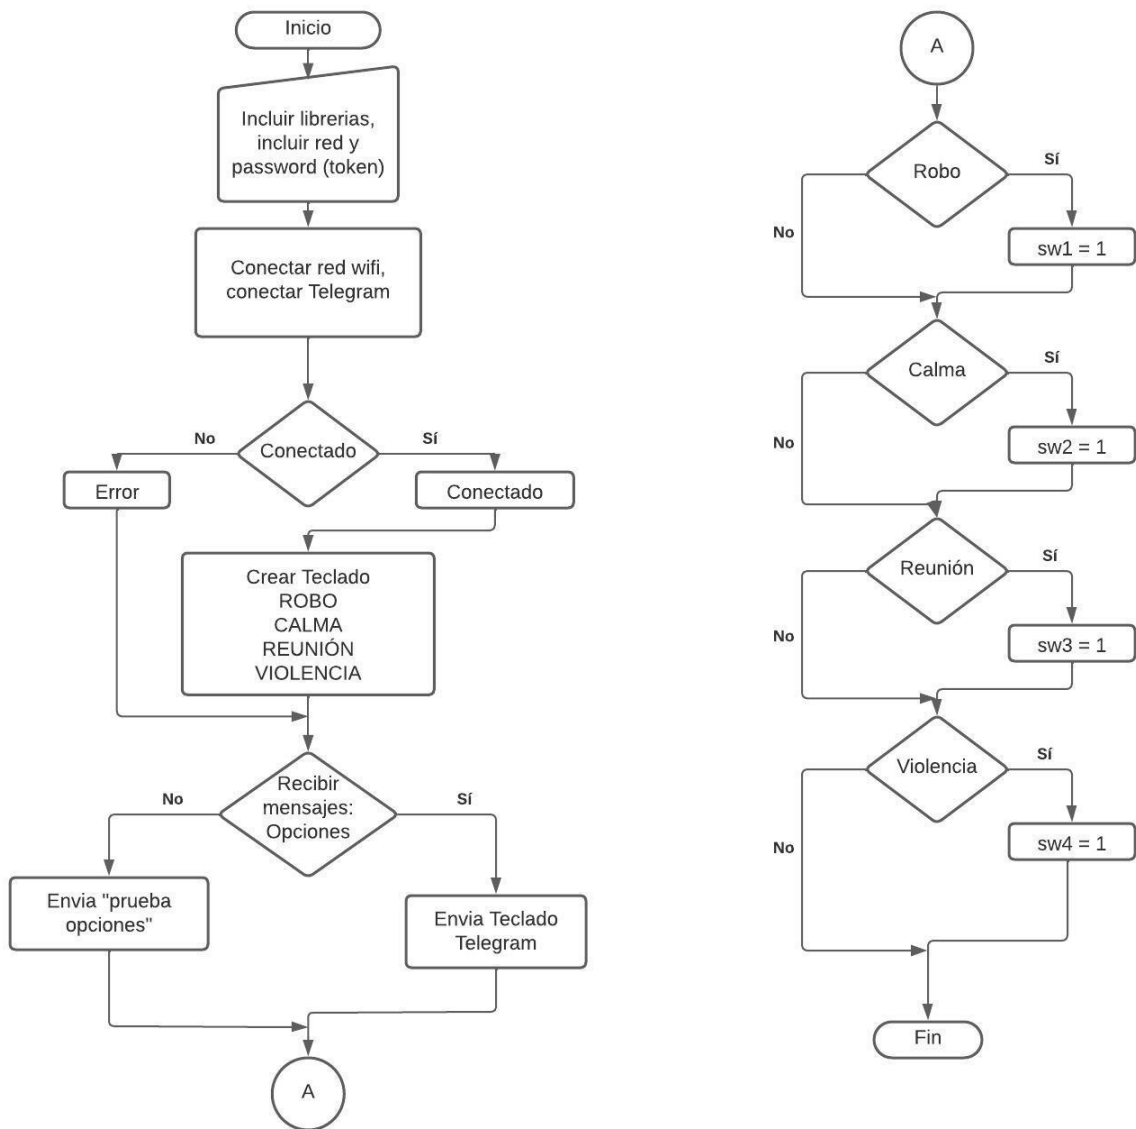 Inicio
Incluir librerias,
incluir red y
password (token)
Conectar red wifi,
conectar Telegram
Conectado
No
Sí
Error
Conectado
Crear Teclado
ROBO
CALMA
REUNIÓN
VIOLENCIA
Recibir
mensajes:
Opciones
No
Sí
Envia "prueba
opciones"
Envia Teclado
Telegram
A
A
Robo
Sí
No
sw1 = 1
Calma
Sí
No
sw2 = 1
Reunión
Sí
No
sw3 = 1
Violencia
Sí
No
sw4 = 1
Fin